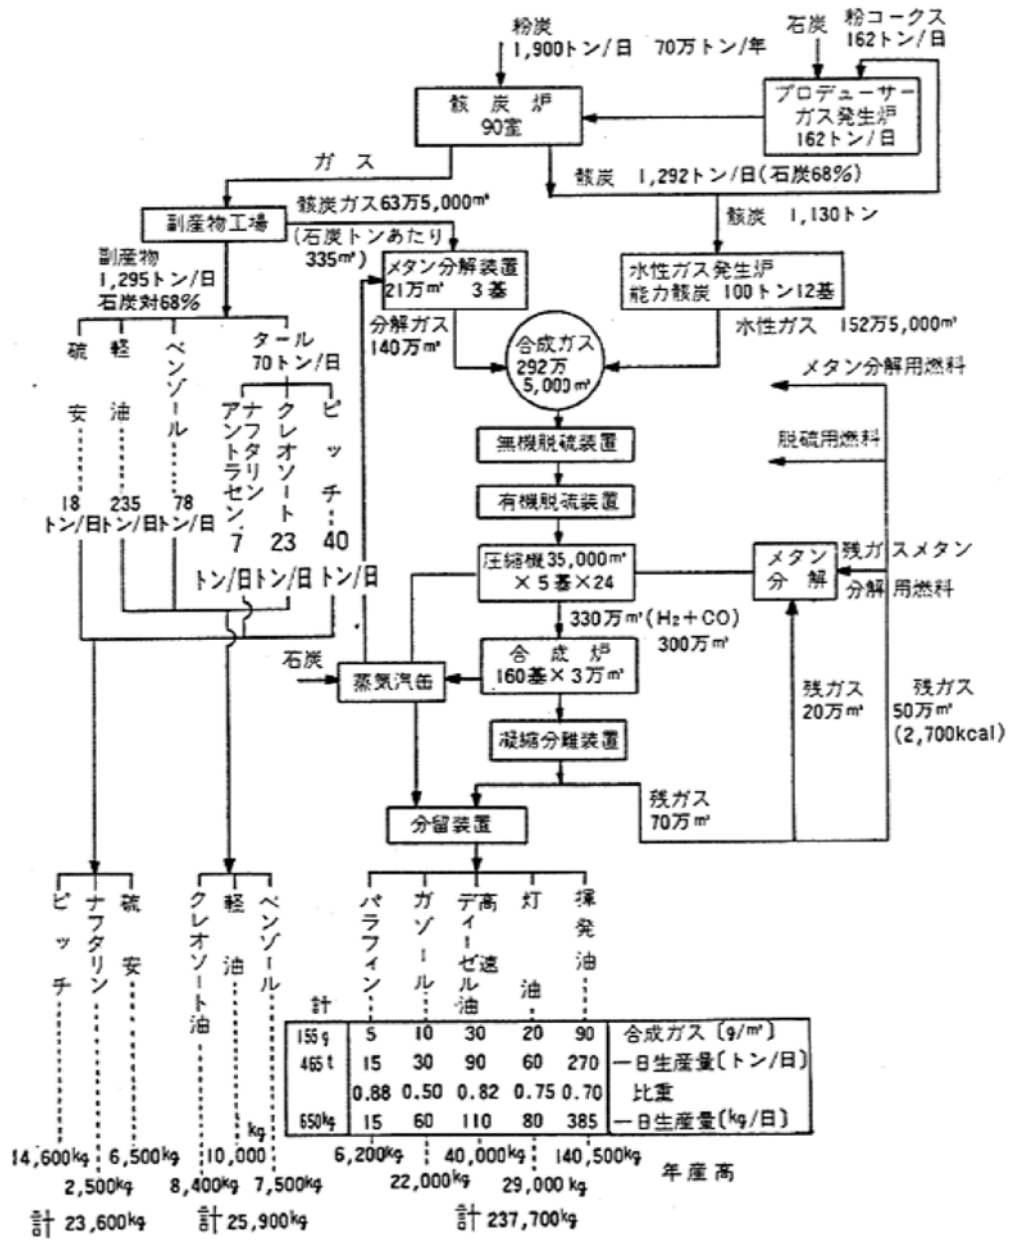 粉炭
1,900トン/日 70万トン/年
石炭
粉コークス
162トン/日
骸炭炉
90室
プロデューサー
ガス発生炉
162トン/日
ガス
骸炭 1,292トン/日(石炭68%)
副産物工場
骸炭ガス63万5,000㎥
(石炭トンあたり
335㎥)
骸炭 1,130トン
副産物
1,295トン/日
石炭対68%
メタン分解装置
21万㎥ 3基
水性ガス発生炉
能力骸炭 100トン12基
分解ガス
140万㎥
水性ガス 152万5,000㎥
合成ガス
292万
5,000㎥
硫安
軽油
ベンゾール
タール
70トン/日
アントラセン
ナフタリン
クレオソート
ピッチ
18
トン/日
235
トン/日
78
トン/日
7
トン/日
23
トン/日
40
トン/日
メタン分解用燃料
脱硫用燃料
無機脱硫装置
有機脱硫装置
圧縮機35,000㎥
×5基×24
メタン
分解
残ガスメタン
分解用燃料
330万㎥(H₂+CO)
300万㎥
石炭
蒸気汽缶
合成炉
160基×3万㎥
残ガス
20万㎥
残ガス
50万㎥
(2,700kcal)
凝縮分離装置
残ガス
70万㎥
分留装置
ピッチ
ナフタリン
硫安
クレオソート油
軽油
ベンゾール
パラフィン
ガゾール
高速
ディーゼル油
灯油
揮発油
計
155g 5 10 30 20 90 合成ガス〔g/㎥〕
465t 15 30 90 60 270 一日生産量〔トン/日〕
0.88 0.50 0.82 0.75 0.70 比重
650kg 15 60 110 80 385 一日生産量〔kg/日〕
14,600kg
2,500kg
6,500kg
8,400kg
10,000kg
7,500kg
6,200kg
22,000kg
40,000kg
29,000kg
140,500kg
年産高
計 23,600kg
計 25,900kg
計 237,700kg